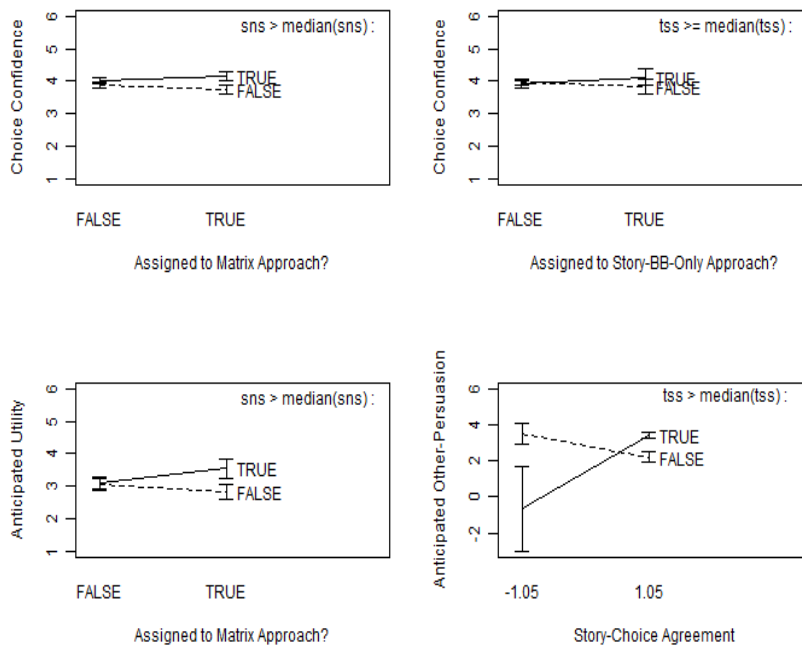 sns > median(sns) :
Choice Confidence
6
5
4
3
2
1
TRUE
FALSE
FALSE TRUE
Assigned to Matrix Approach?
tss >= median(tss) :
Choice Confidence
6
5
4
3
2
1
TRUE
FALSE
FALSE TRUE
Assigned to Story-BB-Only Approach?
sns > median(sns) :
Anticipated Utility
6
5
4
3
2
1
TRUE
FALSE
FALSE TRUE
Assigned to Matrix Approach?
tss > median(tss) :
Anticipated Other-Persuasion
6
4
2
0
-2
TRUE
FALSE
-1.05 1.05
Story-Choice Agreement